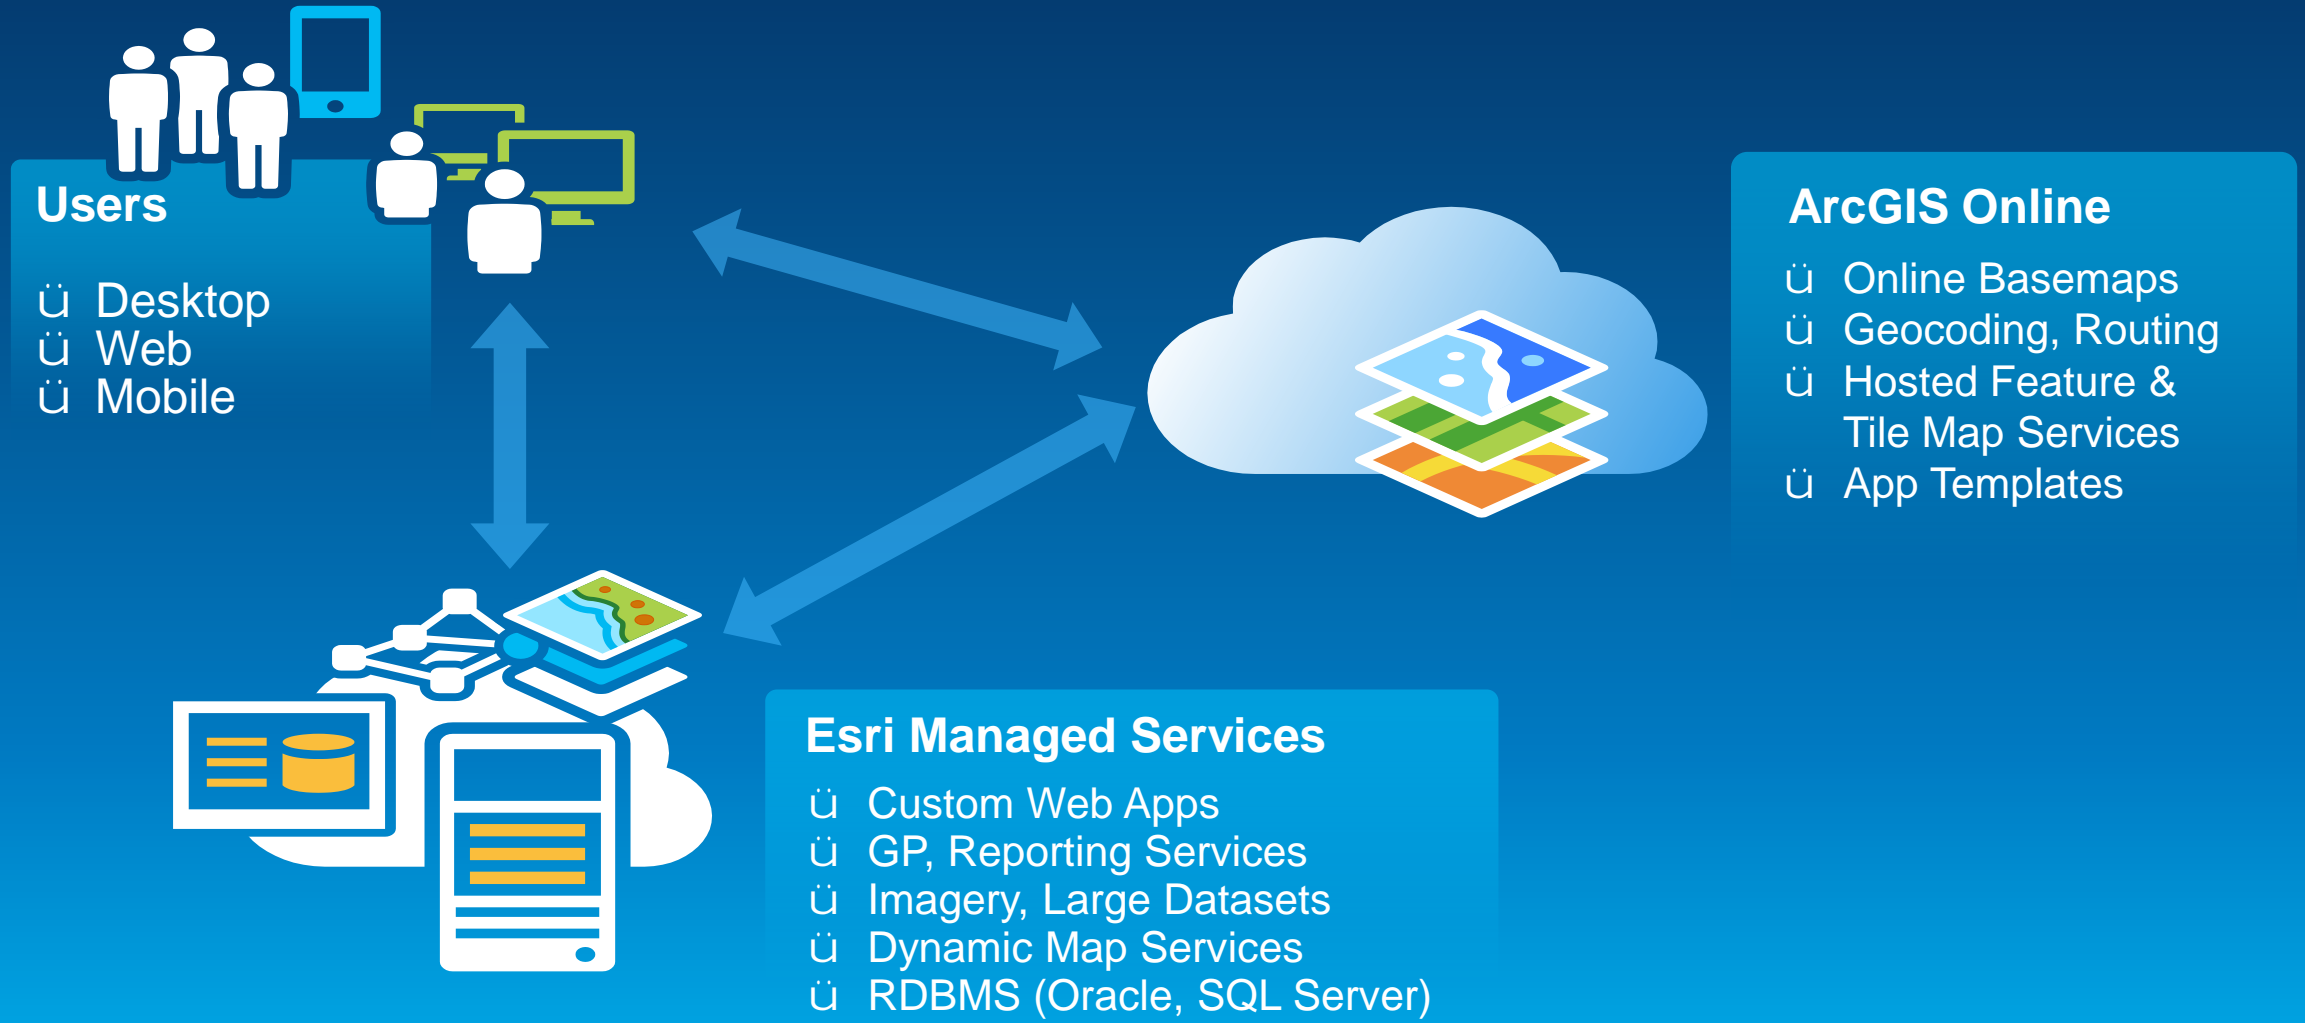 Users
ü Desktop
ü Web
ü Mobile
ArcGIS Online
ü Online Basemaps
ü Geocoding, Routing
ü Hosted Feature &
Tile Map Services
ü App Templates
Esri Managed Services
ü Custom Web Apps
ü GP, Reporting Services
ü Imagery, Large Datasets
ü Dynamic Map Services
ü RDBMS (Oracle, SQL Server)